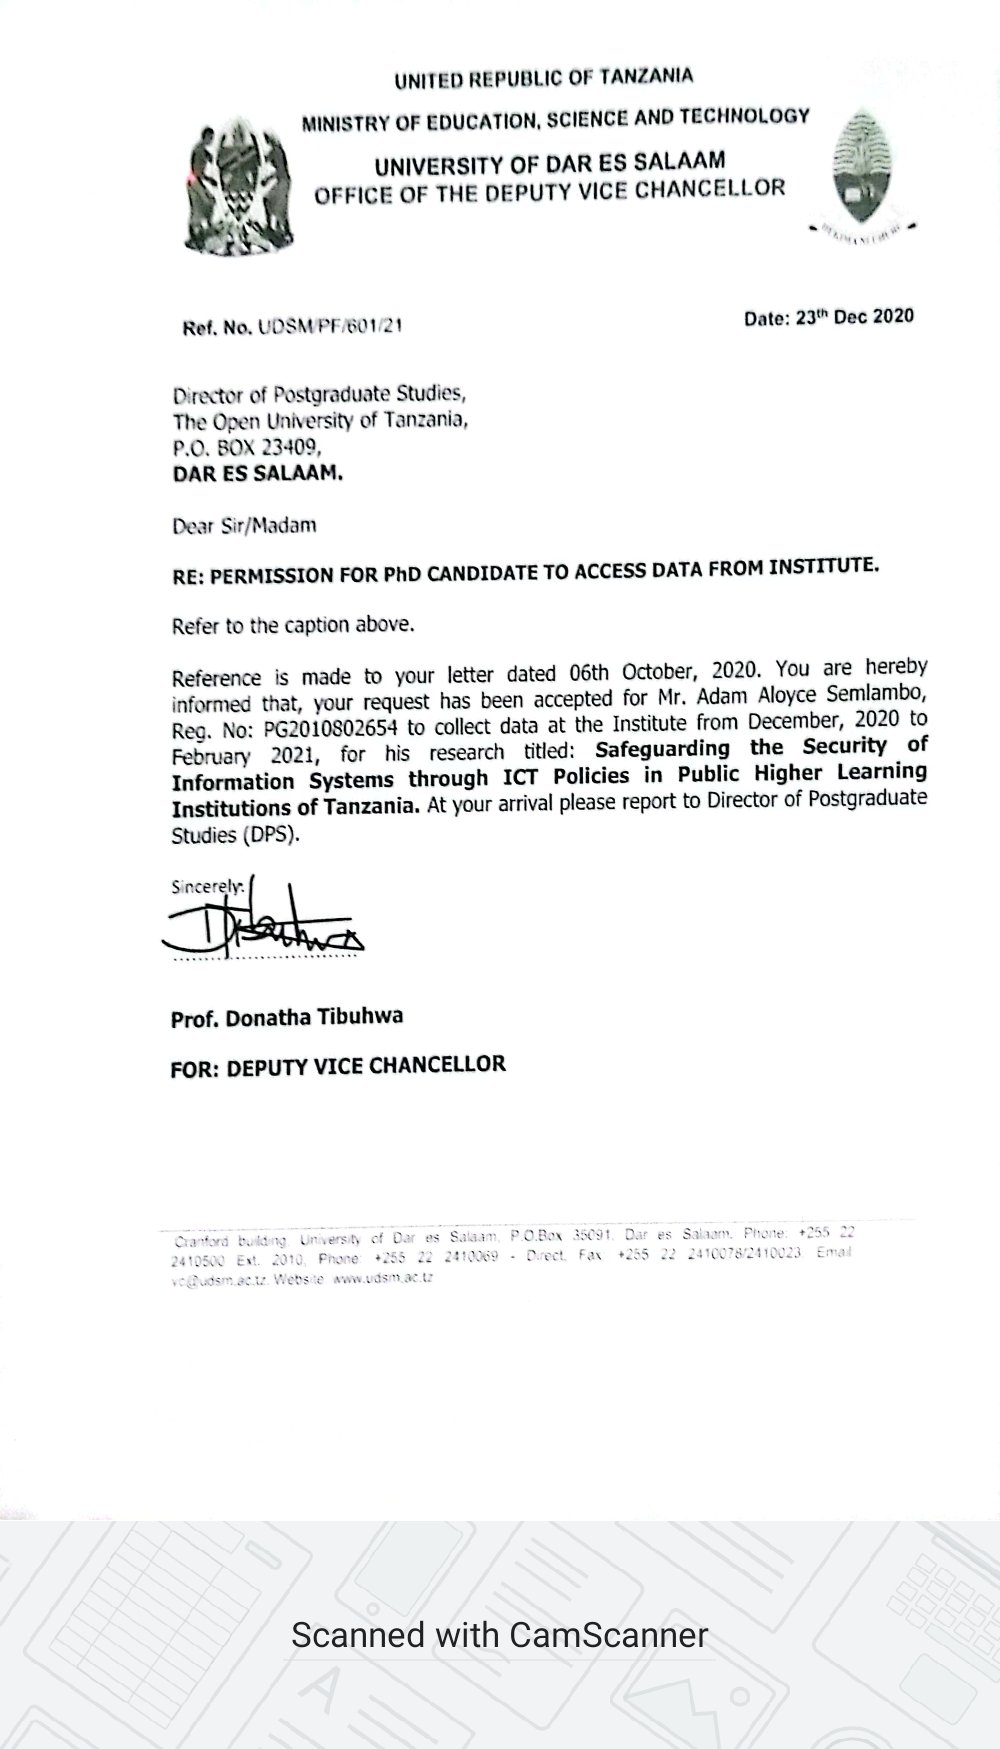 UNITED REPUBLIC OF TANZANIA
MINISTRY OF EDUCATION, SCIENCE AND TECHNOLOGY
UNIVERSITY OF DAR ES SALAAM
OFFICE OF THE DEPUTY VICE CHANCELLOR
Ref. No. UDSM/PF/601/21
Date: 23th Dec 2020
Director of Postgraduate Studies,
The Open University of Tanzania,
P.O. BOX 23409,
DAR ES SALAAM.
Dear Sir/Madam
RE: PERMISSION FOR PhD CANDIDATE TO ACCESS DATA FROM INSTITUTE.
Refer to the caption above.
Reference is made to your letter dated 06th October, 2020. You are hereby
informed that, your request has been accepted for Mr. Adam Aloyce Semlambo,
Reg. No: PG2010802654 to collect data at the Institute from December, 2020 to
February 2021, for his research titled: Safeguarding the Security of
Information Systems through ICT Policies in Public Higher Learning
Institutions of Tanzania. At your arrival please report to Director of Postgraduate
Studies (DPS).
Sincerely:
Prof. Donatha Tibuhwa
FOR: DEPUTY VICE CHANCELLOR
Cranford building, University of Dar es Salaam, P.O.Box 35091, Dar es Salaam, Phone: +255 22
2410500 Ext. 2010, Phone: +255 22 2410069 - Direct. Fax +255 22 2410078/2410023 Email
vc@udsm.ac.tz, Website www.udsm.ac.tz
Scanned with CamScanner